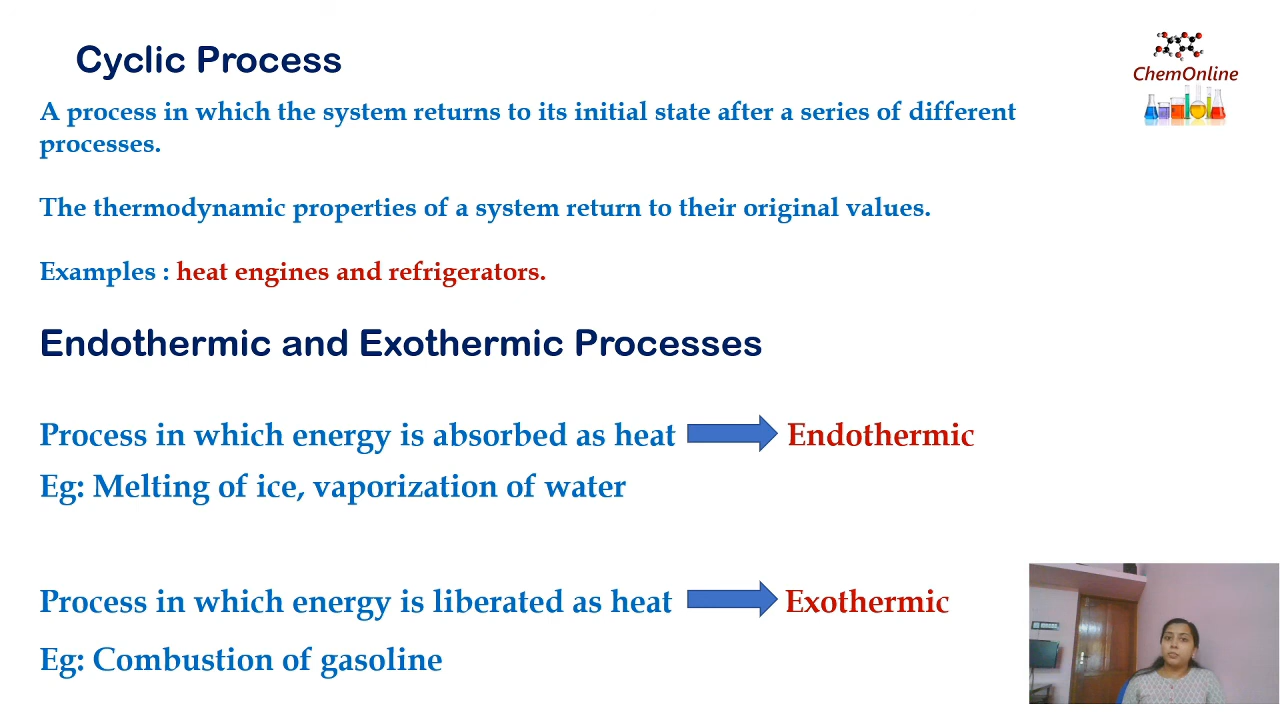 Cyclic Process
ChemOnline
A process in which the system returns to its initial state after a series of different
processes.
The thermodynamic properties of a system return to their original values.
Examples : heat engines and refrigerators.
Endothermic and Exothermic Processes
Process in which energy is absorbed as heat Endothermic
Eg: Melting of ice, vaporization of water
Process in which energy is liberated as heat Exothermic
Eg: Combustion of gasoline